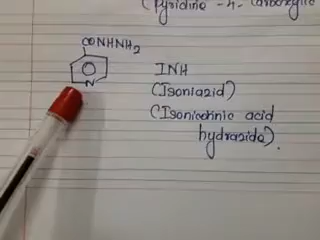 (Pyridine - 4 - Carboxylic
CONHNH2
N
INH
(Isoniazid)
(Isonicotinic acid
hydrazide).